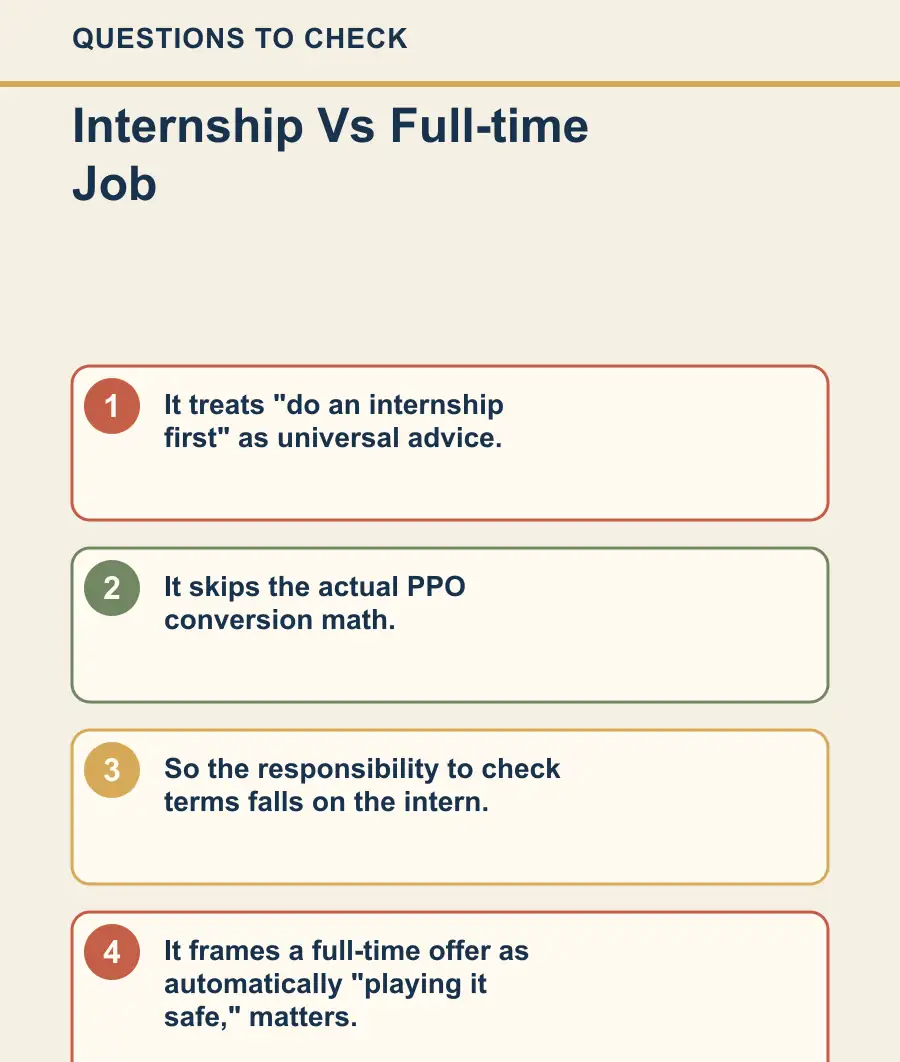 QUESTIONS TO CHECK
Internship Vs Full-time
Job
1
It treats "do an internship
first" as universal advice.
2
It skips the actual PPO
conversion math.
3
So the responsibility to check
terms falls on the intern.
4
It frames a full-time offer as
automatically "playing it
safe," matters.